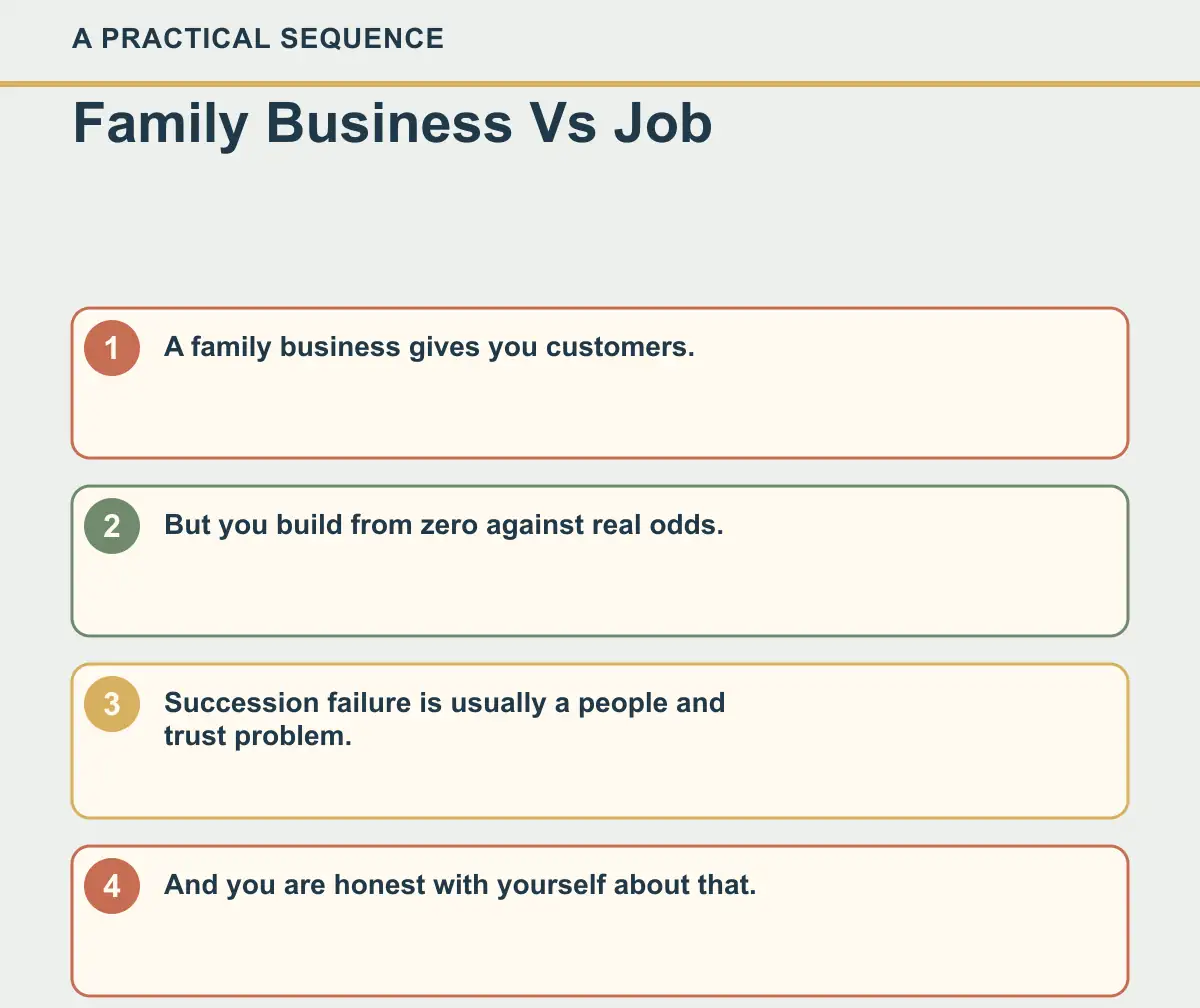 A PRACTICAL SEQUENCE
Family Business Vs Job
1
A family business gives you customers.
2
But you build from zero against real odds.
3
Succession failure is usually a people and
trust problem.
4
And you are honest with yourself about that.